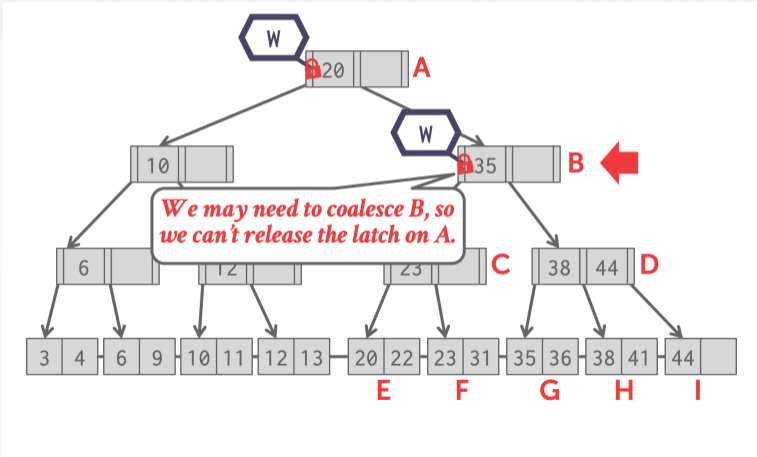 W
20 A
W
10 35 B
We may need to coalesce B, so
we can't release the latch on A.
6 12 23 C 38 44 D
3 4 6 9 10 11 12 13 20 22 23 31 35 36 38 41 44
E F G H I